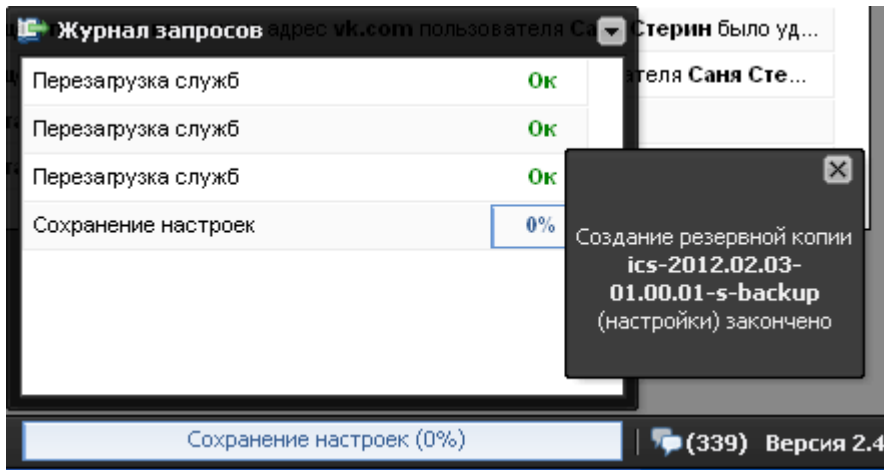 Журнал запросов адрес vk.com пользователя Са Стерин было уд...
Перезагрузка служб Ок
теля Саня Сте...
Перезагрузка служб Ок
Перезагрузка служб Ок
Сохранение настроек 0%
Создание резервной копии
ics-2012.02.03-
01.00.01-s-backup
(настройки) закончено
Сохранение настроек (0%) (339) Версия 2.4